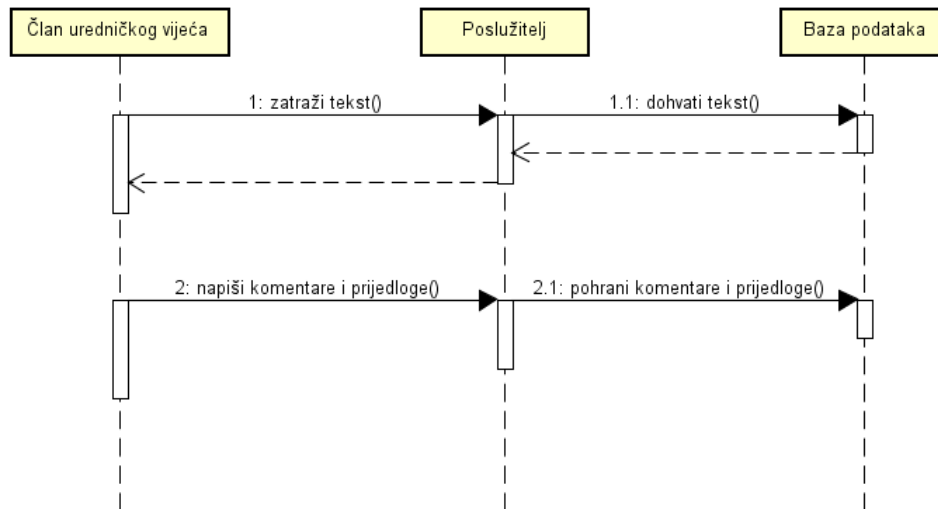 Član uredničkog vijeća
Poslužitelj
Baza podataka
1: zatraži tekst()
1.1: dohvati tekst()
2: napiši komentare i prijedloge()
2.1: pohrani komentare i prijedloge()